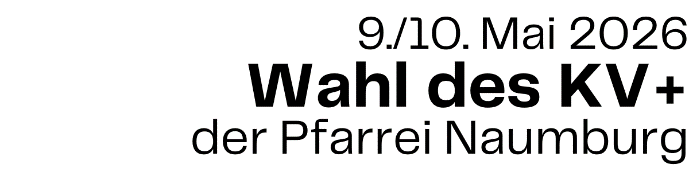 9./10. Mai 2026
Wahl des KV+
der Pfarrei Naumburg